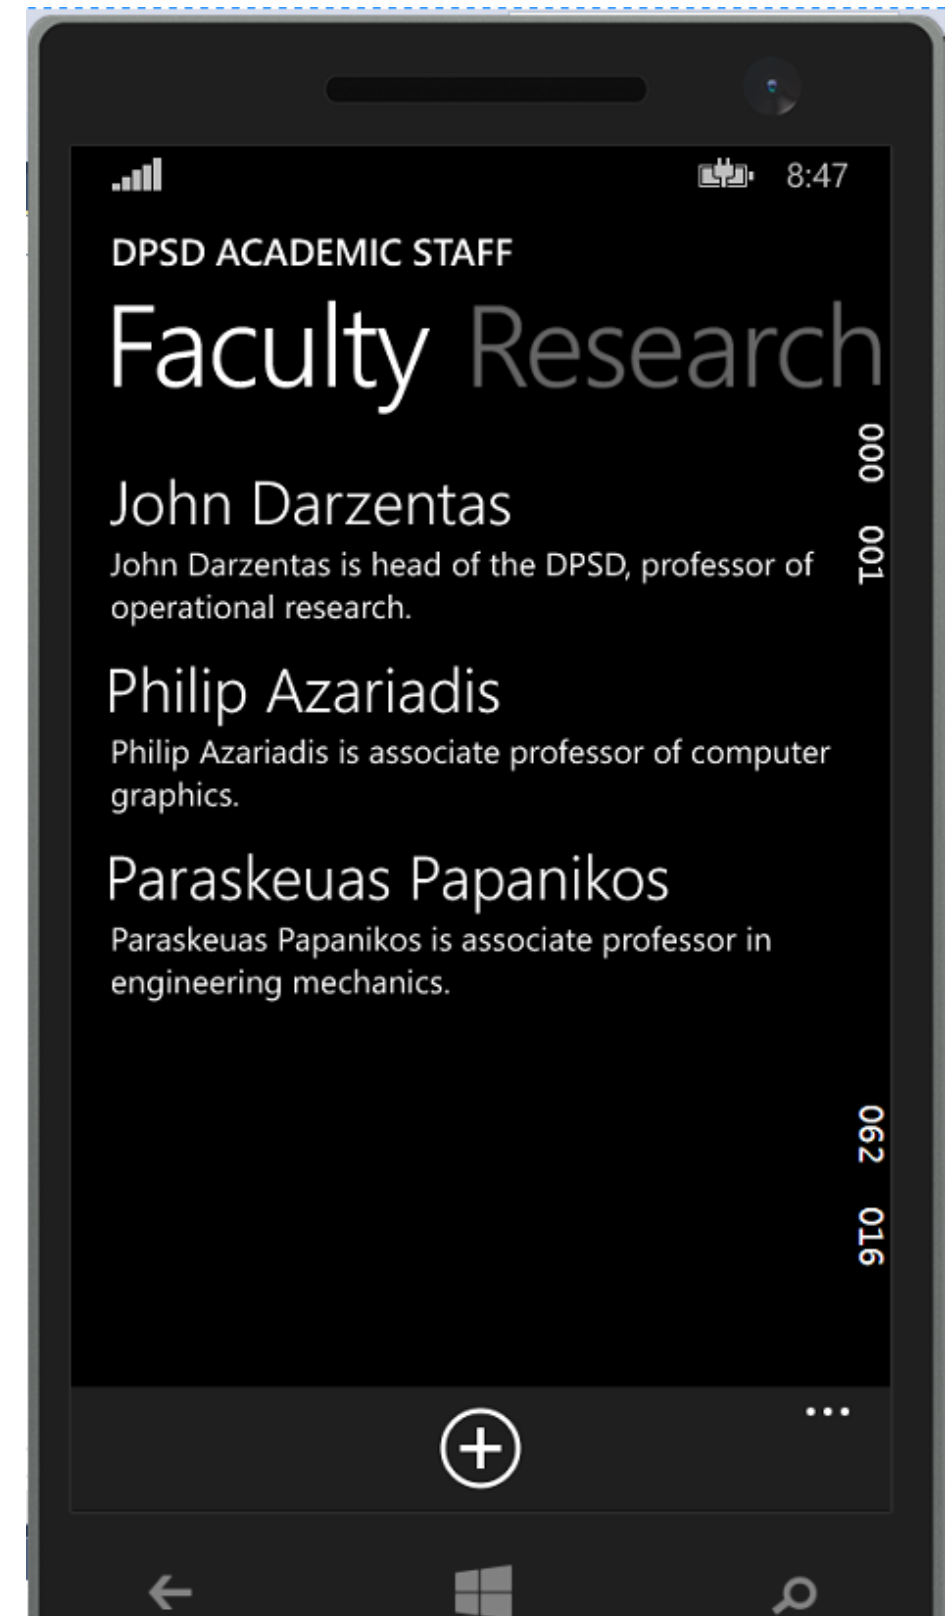 8:47
DPSD ACADEMIC STAFF
Faculty Research
000
001
John Darzentas
John Darzentas is head of the DPSD, professor of
operational research.
Philip Azariadis
Philip Azariadis is associate professor of computer
graphics.
Paraskeuas Papanikos
Paraskeuas Papanikos is associate professor in
engineering mechanics.
062
016